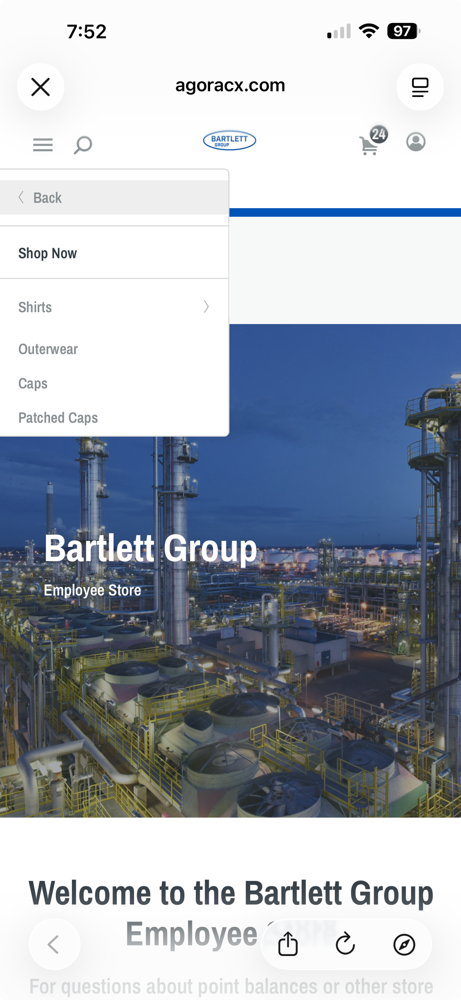 7:52
97
agoracx.com
BARTLETT
GROUP
24
Back
Shop Now
Shirts
Outerwear
Caps
Patched Caps
Bartlett Group
Employee Store
Welcome to the Bartlett Group
Employee
For questions about point balances or other store